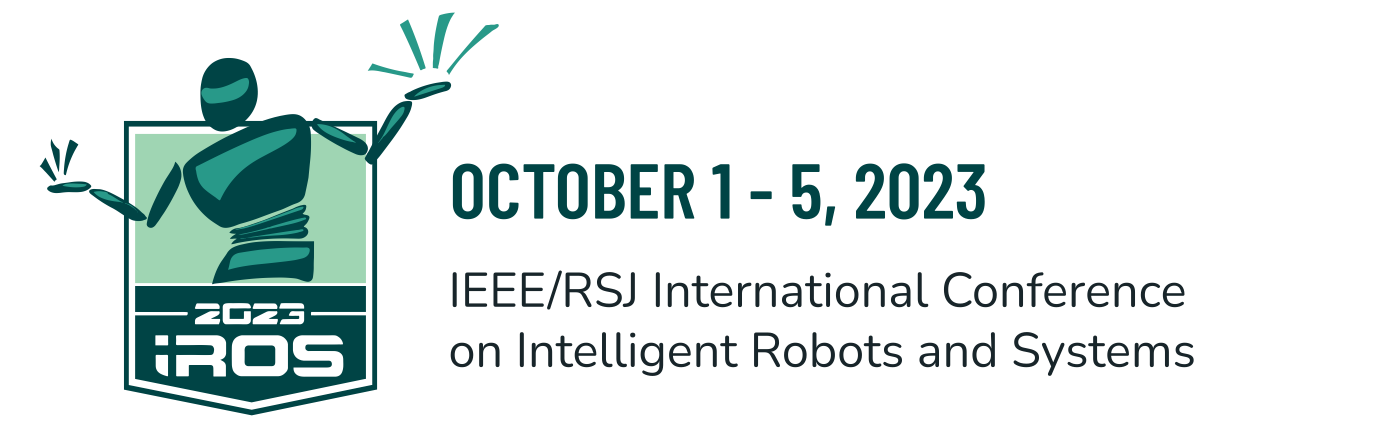 2023
iROS
OCTOBER 1 - 5, 2023
IEEE/RSJ International Conference
on Intelligent Robots and Systems